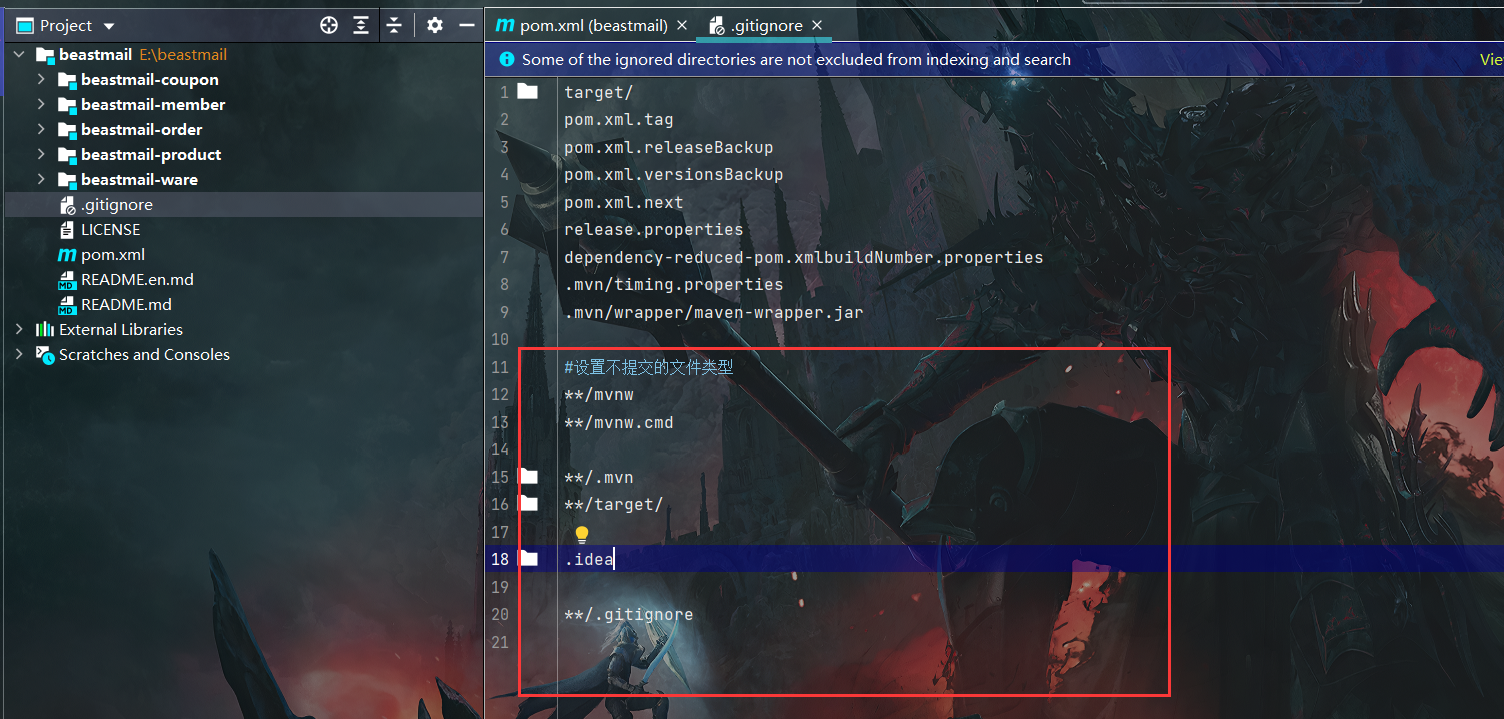 Project
beastmail E:\beastmail
beastmail-coupon
beastmail-member
beastmail-order
beastmail-product
beastmail-ware
.gitignore
LICENSE
m pom.xml
MD README.en.md
MD README.md
External Libraries
Scratches and Consoles
m pom.xml (beastmail)
.gitignore
Some of the ignored directories are not excluded from indexing and search
Vie
1 target/
2 pom.xml.tag
3 pom.xml.releaseBackup
4 pom.xml.versionsBackup
5 pom.xml.next
6 release.properties
7 dependency-reduced-pom.xmlbuildNumber.properties
8 .mvn/timing.properties
9 .mvn/wrapper/maven-wrapper.jar
10
11 #设置不提交的文件类型
12 **/mvnw
13 **/mvnw.cmd
14
15 **/.mvn
16 **/target/
17
18 .idea
19
20 **/.gitignore
21